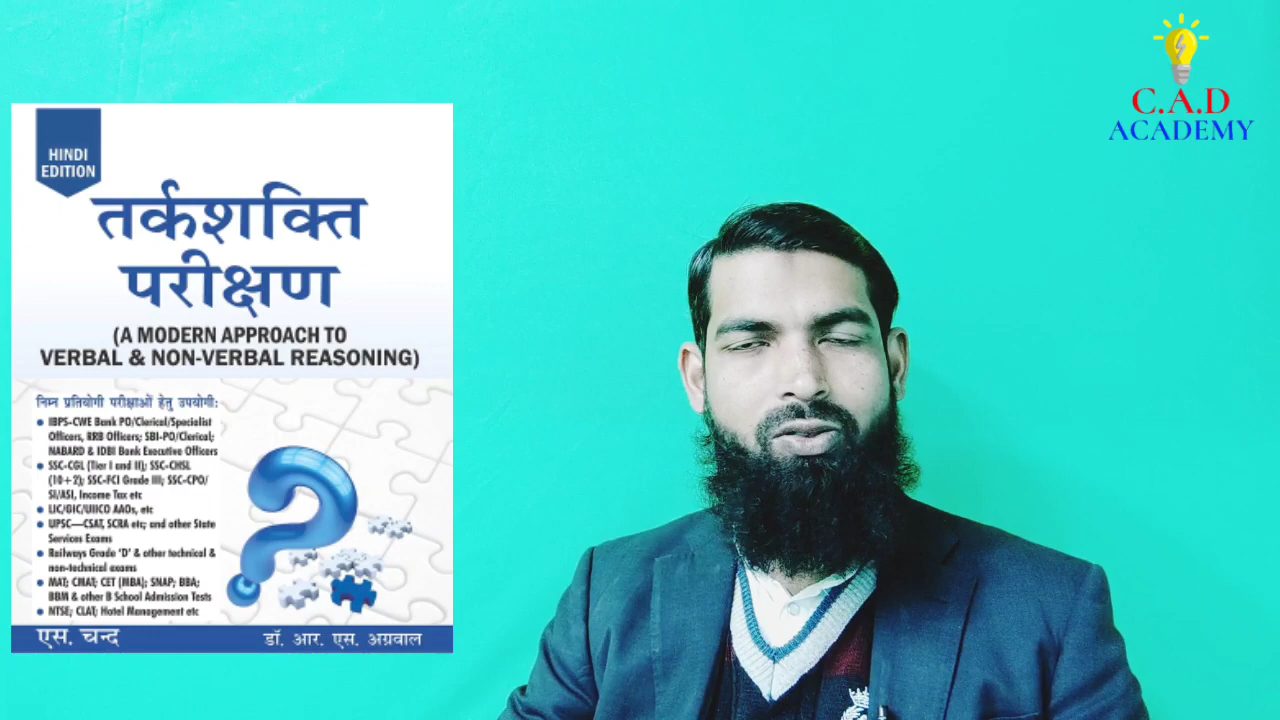 C.A.D
ACADEMY
HINDI
EDITION
तर्कशक्ति
परीक्षण
(A MODERN APPROACH TO
VERBAL & NON-VERBAL REASONING)
निम्न प्रतियोगी परीक्षाओं हेतु उपयोगी:
• IBPS-CWE Bank PO/Clerical/Specialist
Officers, RRB Officers; SBI-PO/Clerical;
NABARD & IDBI Bank Executive Officers
• SSC-CGL (Tier I and II); SSC-CHSL
(10+2); SSC-FCI Grade III; SSC-CPO/
SI/ASI, Income Tax etc
• LIC/GIC/UIICO AAOs, etc
• UPSC—CSAT, SCRA etc; and other State
Services Exams
• Railways Grade 'D' & other technical &
non-technical exams
• MAT; CMAT; CET (MBA); SNAP; BBA;
BBM & other B School Admission Tests
• NTSE; CLAT; Hotel Management etc
एस. चन्द
डॉ. आर. एस. अग्रवाल